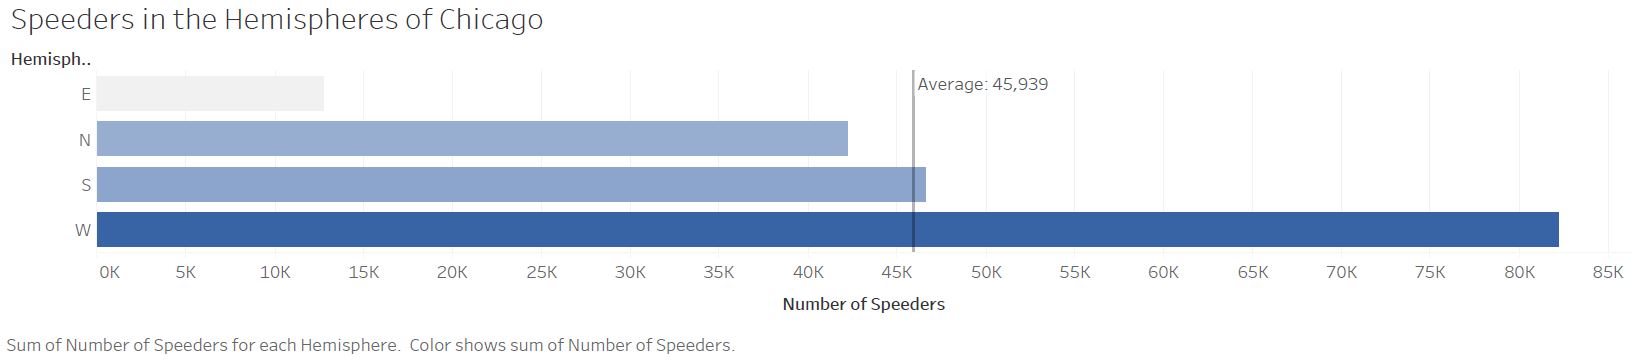 Speeders in the Hemispheres of Chicago
Hemisph..
E
Average: 45,939
N
S
W
0K 5K 10K 15K 20K 25K 30K 35K 40K 45K 50K 55K 60K 65K 70K 75K 80K 85K
Number of Speeders
Sum of Number of Speeders for each Hemisphere.  Color shows sum of Number of Speeders.